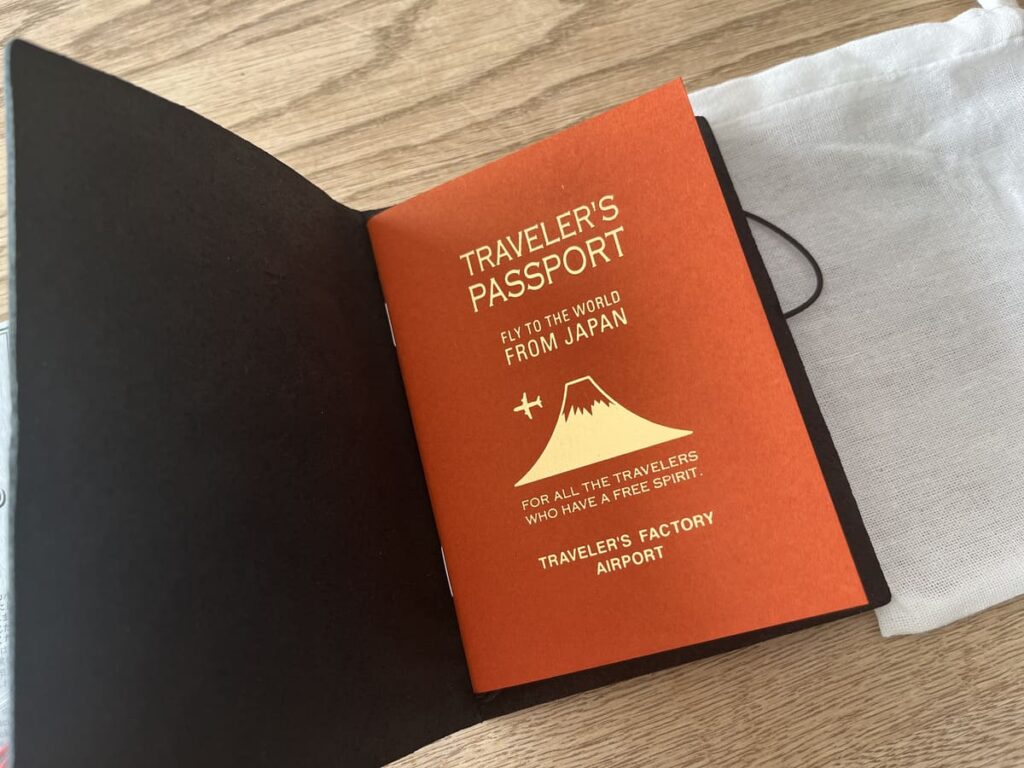 TRAVELER'S
PASSPORT
FLY TO THE WORLD
FROM JAPAN
FOR ALL THE TRAVELERS
WHO HAVE A FREE SPIRIT.
TRAVELER'S FACTORY
AIRPORT